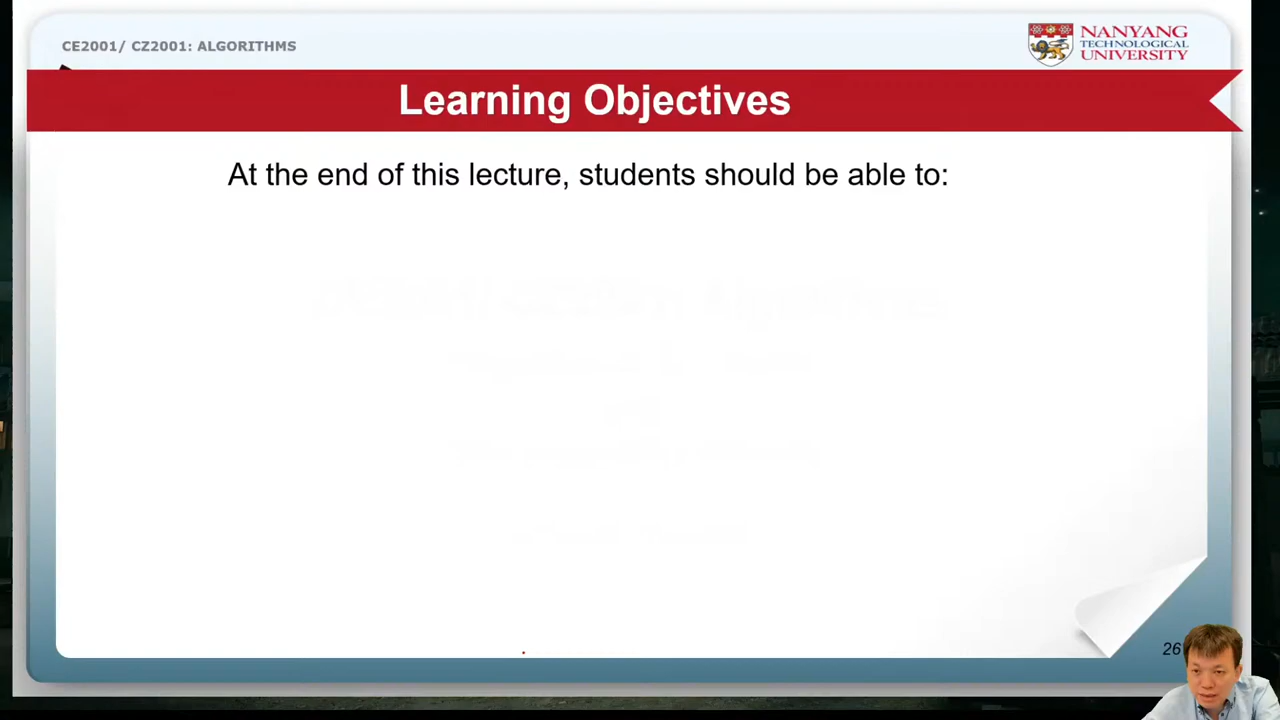 CE2001/ CZ2001: ALGORITHMS
NANYANG
TECHNOLOGICAL
UNIVERSITY
Learning Objectives
At the end of this lecture, students should be able to:
26